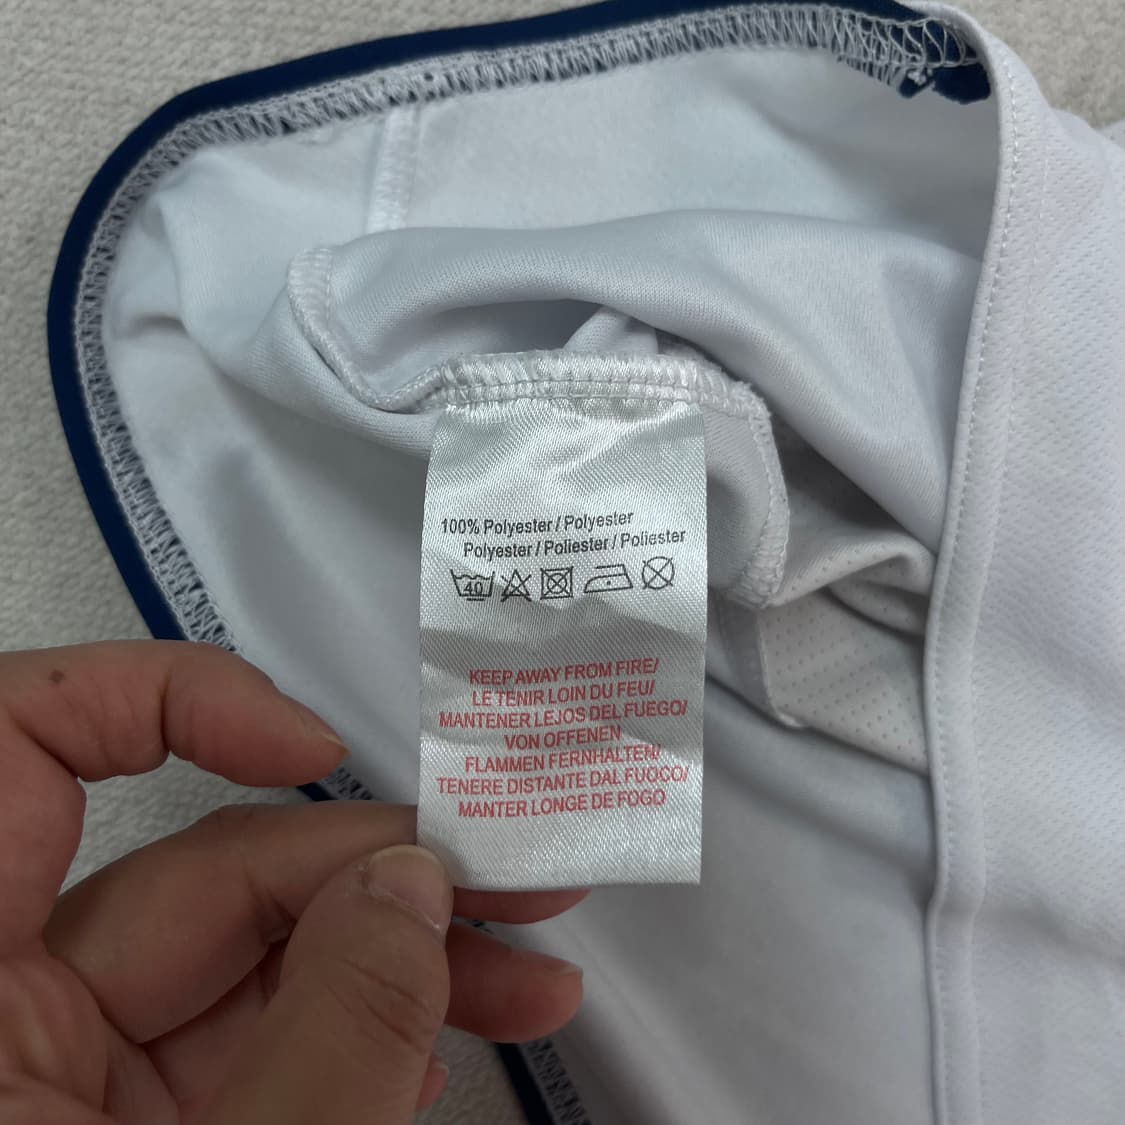 100% Polyester / Polyester
Polyester / Poliester / Poliester
40
KEEP AWAY FROM FIRE/
LE TENIR LOIN DU FEU/
MANTENER LEJOS DEL FUEGO/
VON OFFENEN
FLAMMEN FERNHALTEN/
TENERE DISTANTE DAL FUOCO/
MANTER LONGE DE FOGO